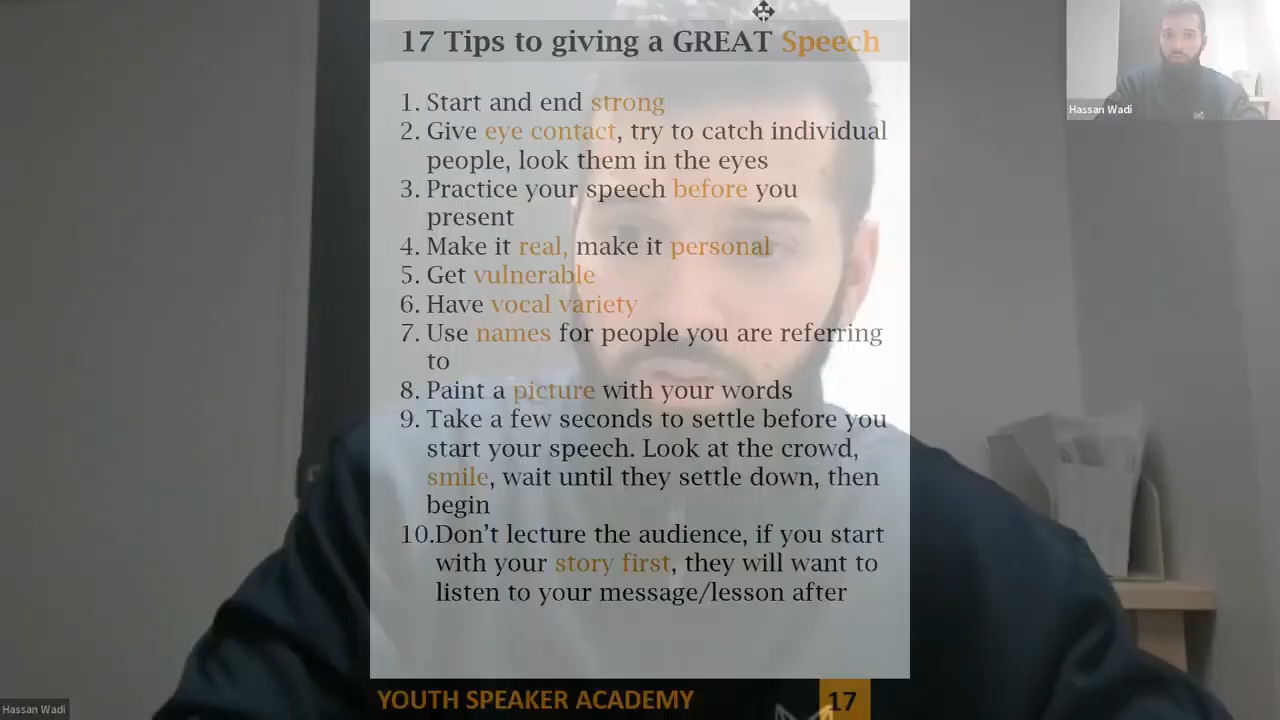 17 Tips to giving a GREAT Speech
Hassan Wadi
1. Start and end strong
2. Give eye contact, try to catch individual
people, look them in the eyes
3. Practice your speech before you
present
4. Make it real, make it personal
5. Get vulnerable
6. Have vocal variety
7. Use names for people you are referring
to
8. Paint a picture with your words
9. Take a few seconds to settle before you
start your speech. Look at the crowd,
smile, wait until they settle down, then
begin
10.Don’t lecture the audience, if you start
with your story first, they will want to
listen to your message/lesson after
YOUTH SPEAKER ACADEMY
17
Hassan Wadi